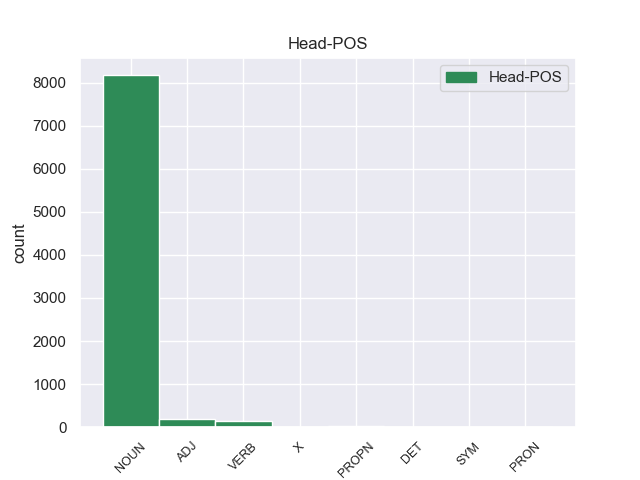 Head-POS
Head-POS
8000
7000
6000
5000
4000
3000
2000
1000
0
count
NOUN
ADJ
VERB
X
PROPN
DET
SYM
PRON